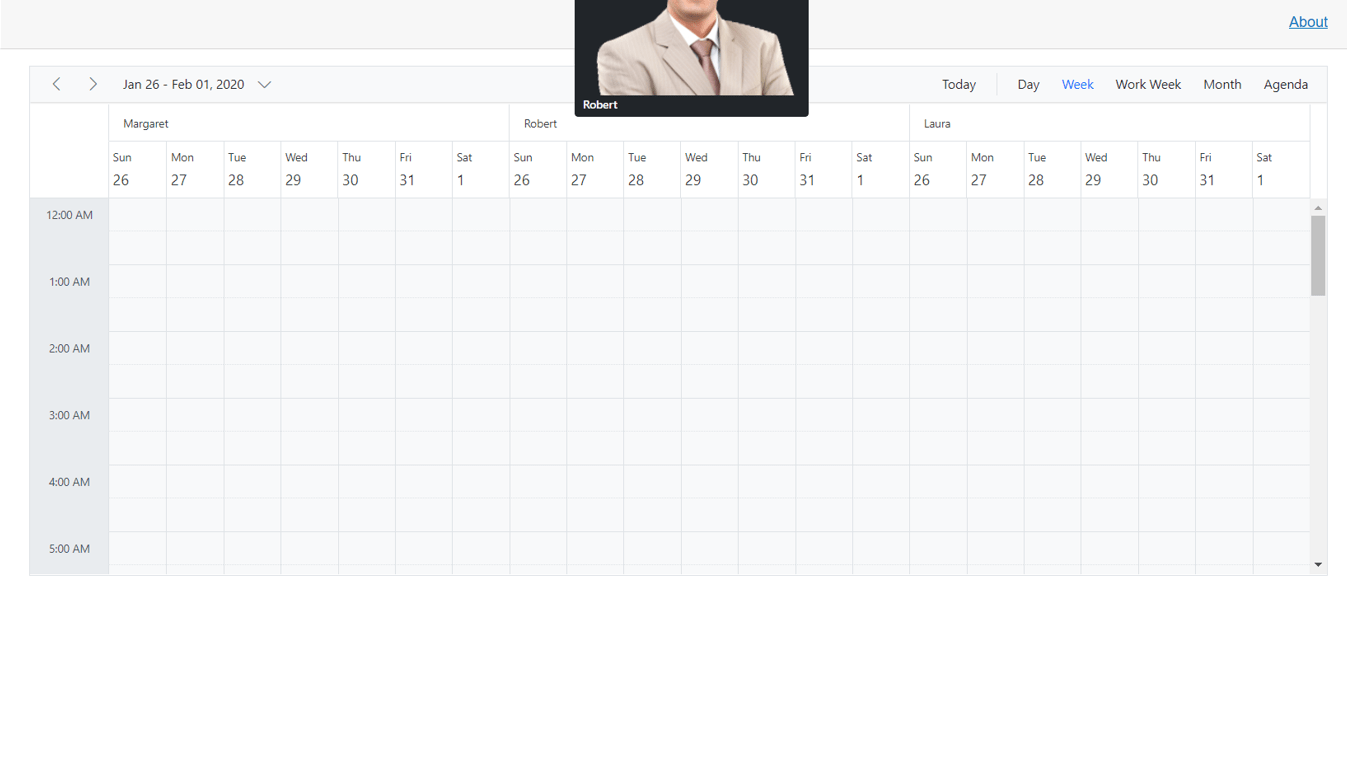 About
Jan 26 - Feb 01, 2020
Today Day Week Work Week Month Agenda
Robert
Margaret Robert Laura
Sun Mon Tue Wed Thu Fri Sat Sun Mon Tue Wed Thu Fri Sat Sun Mon Tue Wed Thu Fri Sat
26 27 28 29 30 31 1 26 27 28 29 30 31 1 26 27 28 29 30 31 1
12:00 AM
1:00 AM
2:00 AM
3:00 AM
4:00 AM
5:00 AM